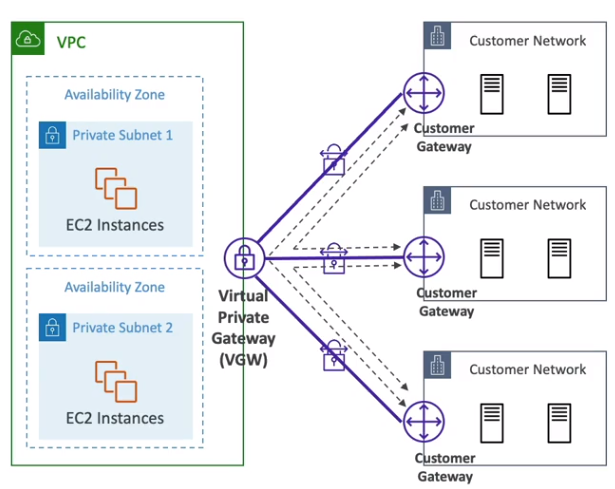 VPC
Availability Zone
Private Subnet 1
EC2 Instances
Availability Zone
Private Subnet 2
EC2 Instances
Virtual
Private
Gateway
(VGW)
Customer Network
Customer
Gateway
Customer Network
Customer
Gateway
Customer Network
Customer
Gateway